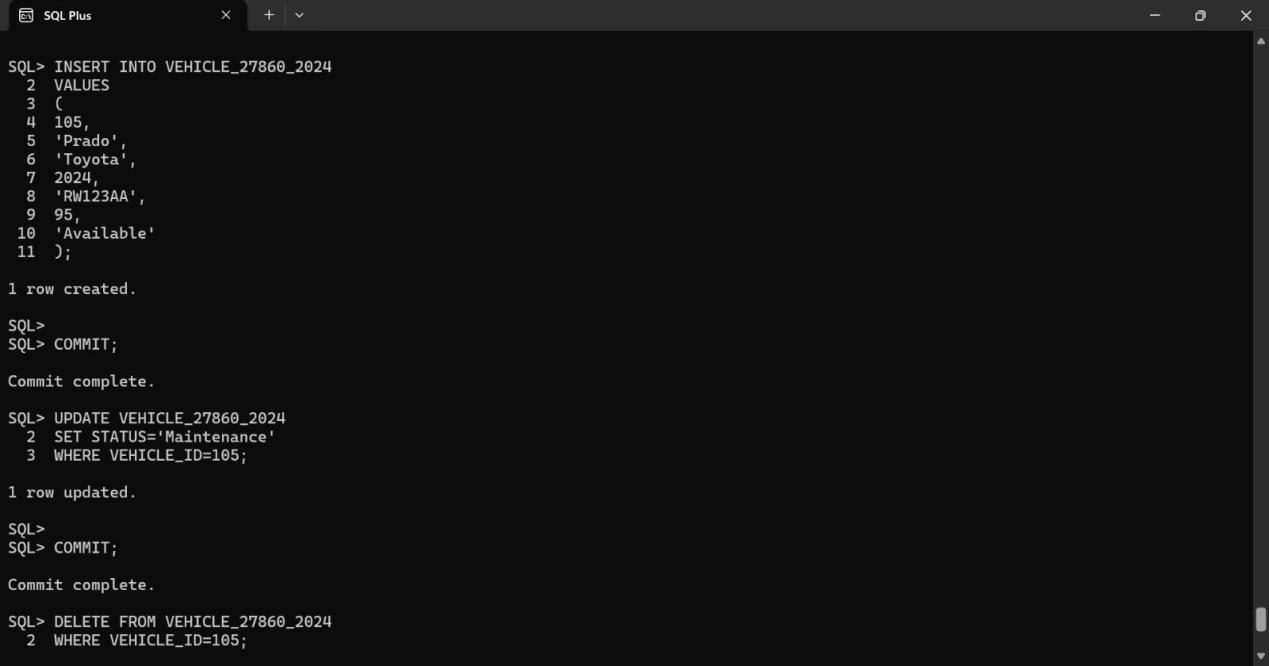 SQL Plus
SQL> INSERT INTO VEHICLE_27860_2024
  2  VALUES
  3  (
  4  105,
  5  'Prado',
  6  'Toyota',
  7  2024,
  8  'RW123AA',
  9  95,
 10  'Available'
 11  );
1 row created.
SQL>
SQL> COMMIT;
Commit complete.
SQL> UPDATE VEHICLE_27860_2024
  2  SET STATUS='Maintenance'
  3  WHERE VEHICLE_ID=105;
1 row updated.
SQL>
SQL> COMMIT;
Commit complete.
SQL> DELETE FROM VEHICLE_27860_2024
  2  WHERE VEHICLE_ID=105;